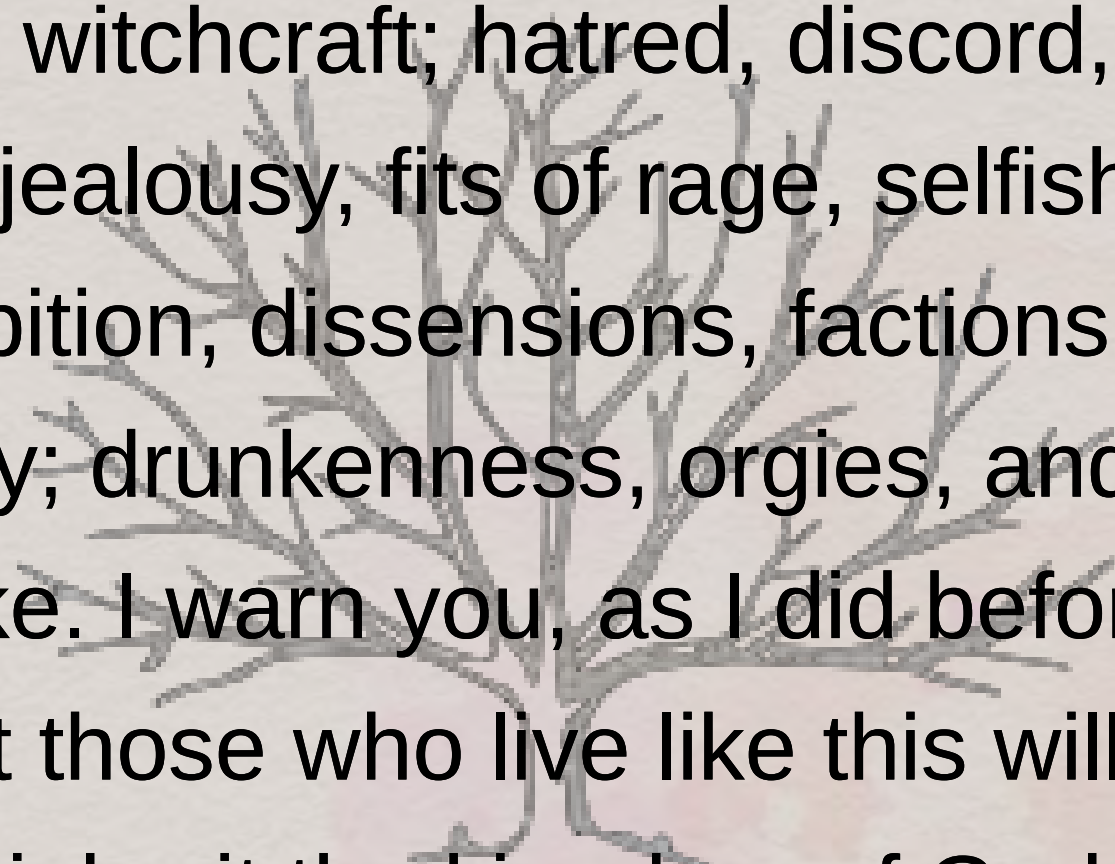 witchcraft; hatred, discord,
jealousy, fits of rage, selfish
bition, dissensions, factions
y; drunkenness, orgies, and
ke. I warn you, as I did befor
t those who live like this will